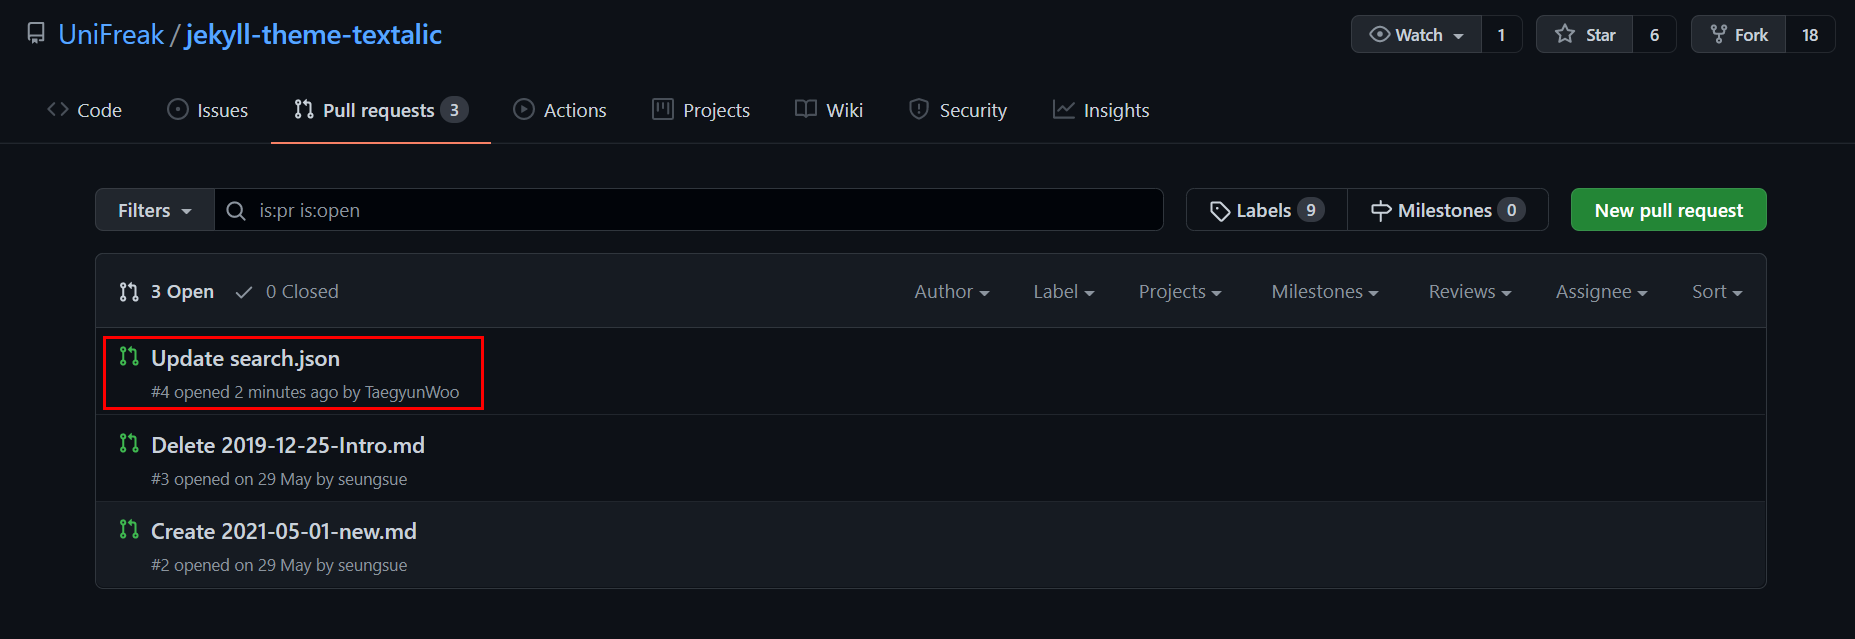 UniFreak / jekyll-theme-textalic
Watch 1 Star 6 Fork 18
Code Issues Pull requests 3 Actions Projects Wiki Security Insights
Filters is:pr is:open Labels 9 Milestones 0 New pull request
3 Open 0 Closed Author Label Projects Milestones Reviews Assignee Sort
Update search.json
#4 opened 2 minutes ago by TaegyunWoo
Delete 2019-12-25-Intro.md
#3 opened on 29 May by seungsue
Create 2021-05-01-new.md
#2 opened on 29 May by seungsue